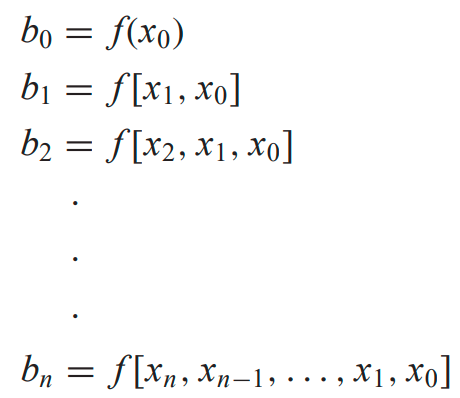 b₀ = f(x₀)
b₁ = f[x₁, x₀]
b₂ = f[x₂, x₁, x₀]
.
.
.
bₙ = f[xₙ, xₙ₋₁, . . . , x₁, x₀]